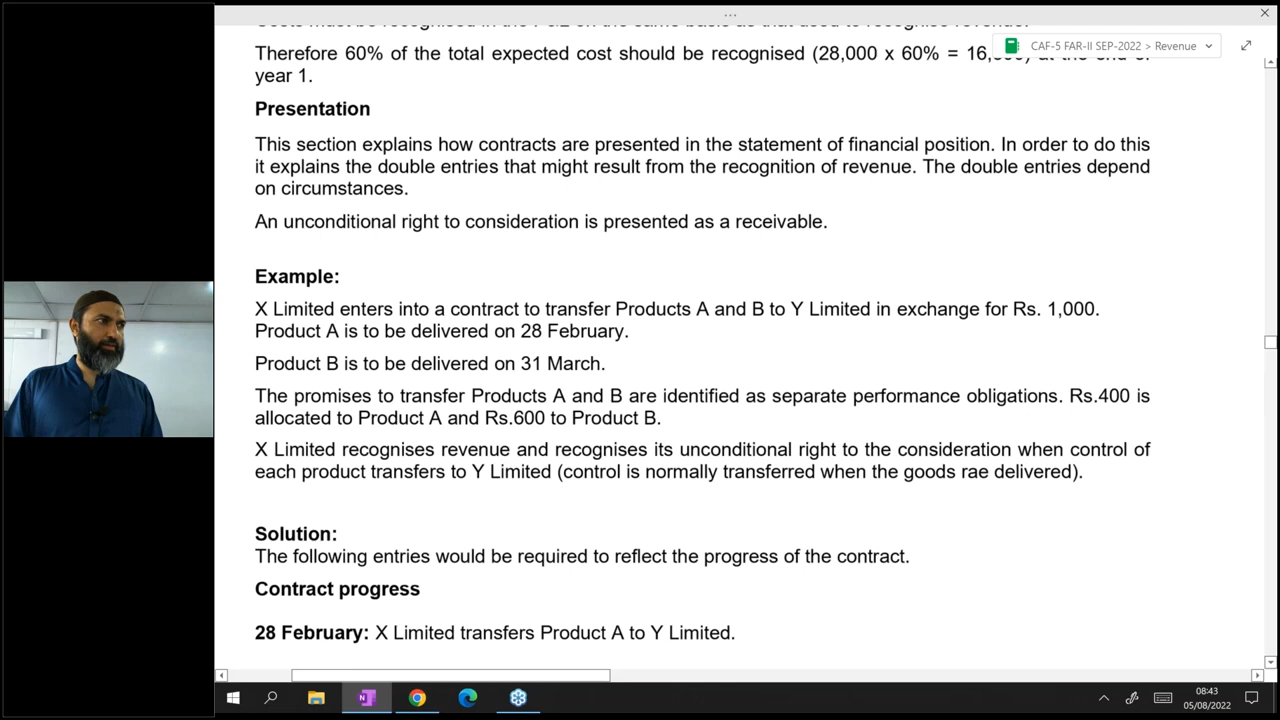 CAF-5 FAR-II SEP-2022 > Revenue
Therefore 60% of the total expected cost should be recognised (28,000 x 60% =
year 1.
Presentation
This section explains how contracts are presented in the statement of financial position. In order to do this
it explains the double entries that might result from the recognition of revenue. The double entries depend
on circumstances.
An unconditional right to consideration is presented as a receivable.
Example:
X Limited enters into a contract to transfer Products A and B to Y Limited in exchange for Rs. 1,000.
Product A is to be delivered on 28 February.
Product B is to be delivered on 31 March.
The promises to transfer Products A and B are identified as separate performance obligations. Rs.400 is
allocated to Product A and Rs.600 to Product B.
X Limited recognises revenue and recognises its unconditional right to the consideration when control of
each product transfers to Y Limited (control is normally transferred when the goods rae delivered).
Solution:
The following entries would be required to reflect the progress of the contract.
Contract progress
28 February: X Limited transfers Product A to Y Limited.
08:43
05/08/2022